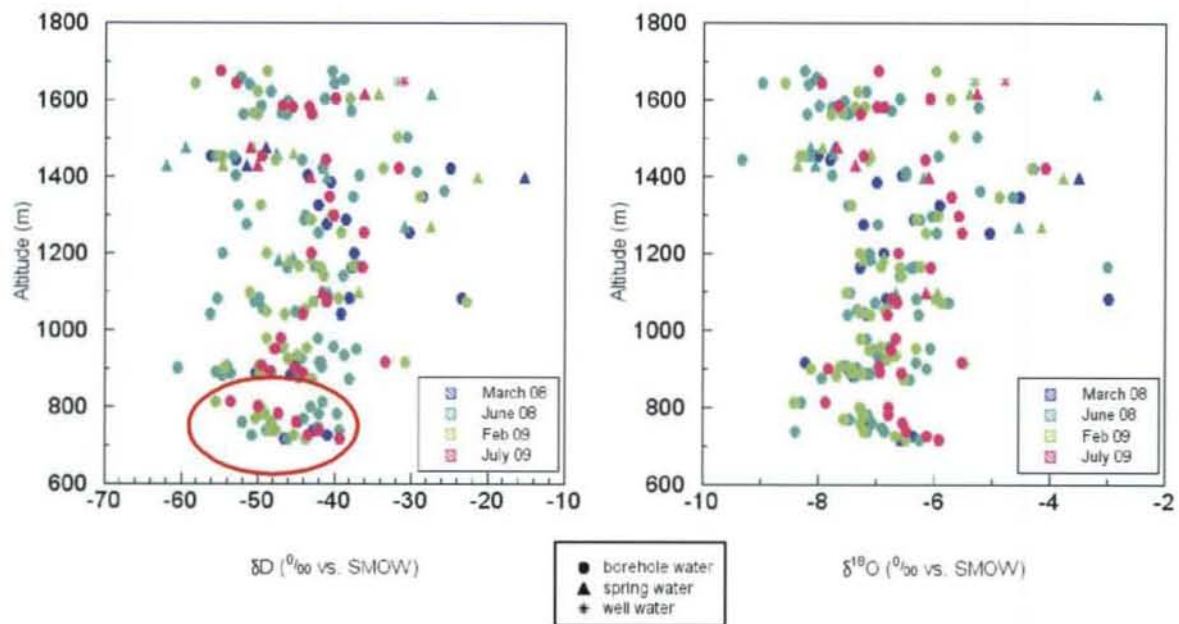 1800
1600
1400
1200
1000
800
600
Altitude (m)
-70 -60 -50 -40 -30 -20 -10
δD (⁰‰ vs. SMOW)
March 08
June 08
Feb 09
July 09
1800
1600
1400
1200
1000
800
600
Altitude (m)
-10 -8 -6 -4 -2
δ¹⁸O (⁰‰ vs. SMOW)
March 08
June 08
Feb 09
July 09
borehole water
spring water
well water